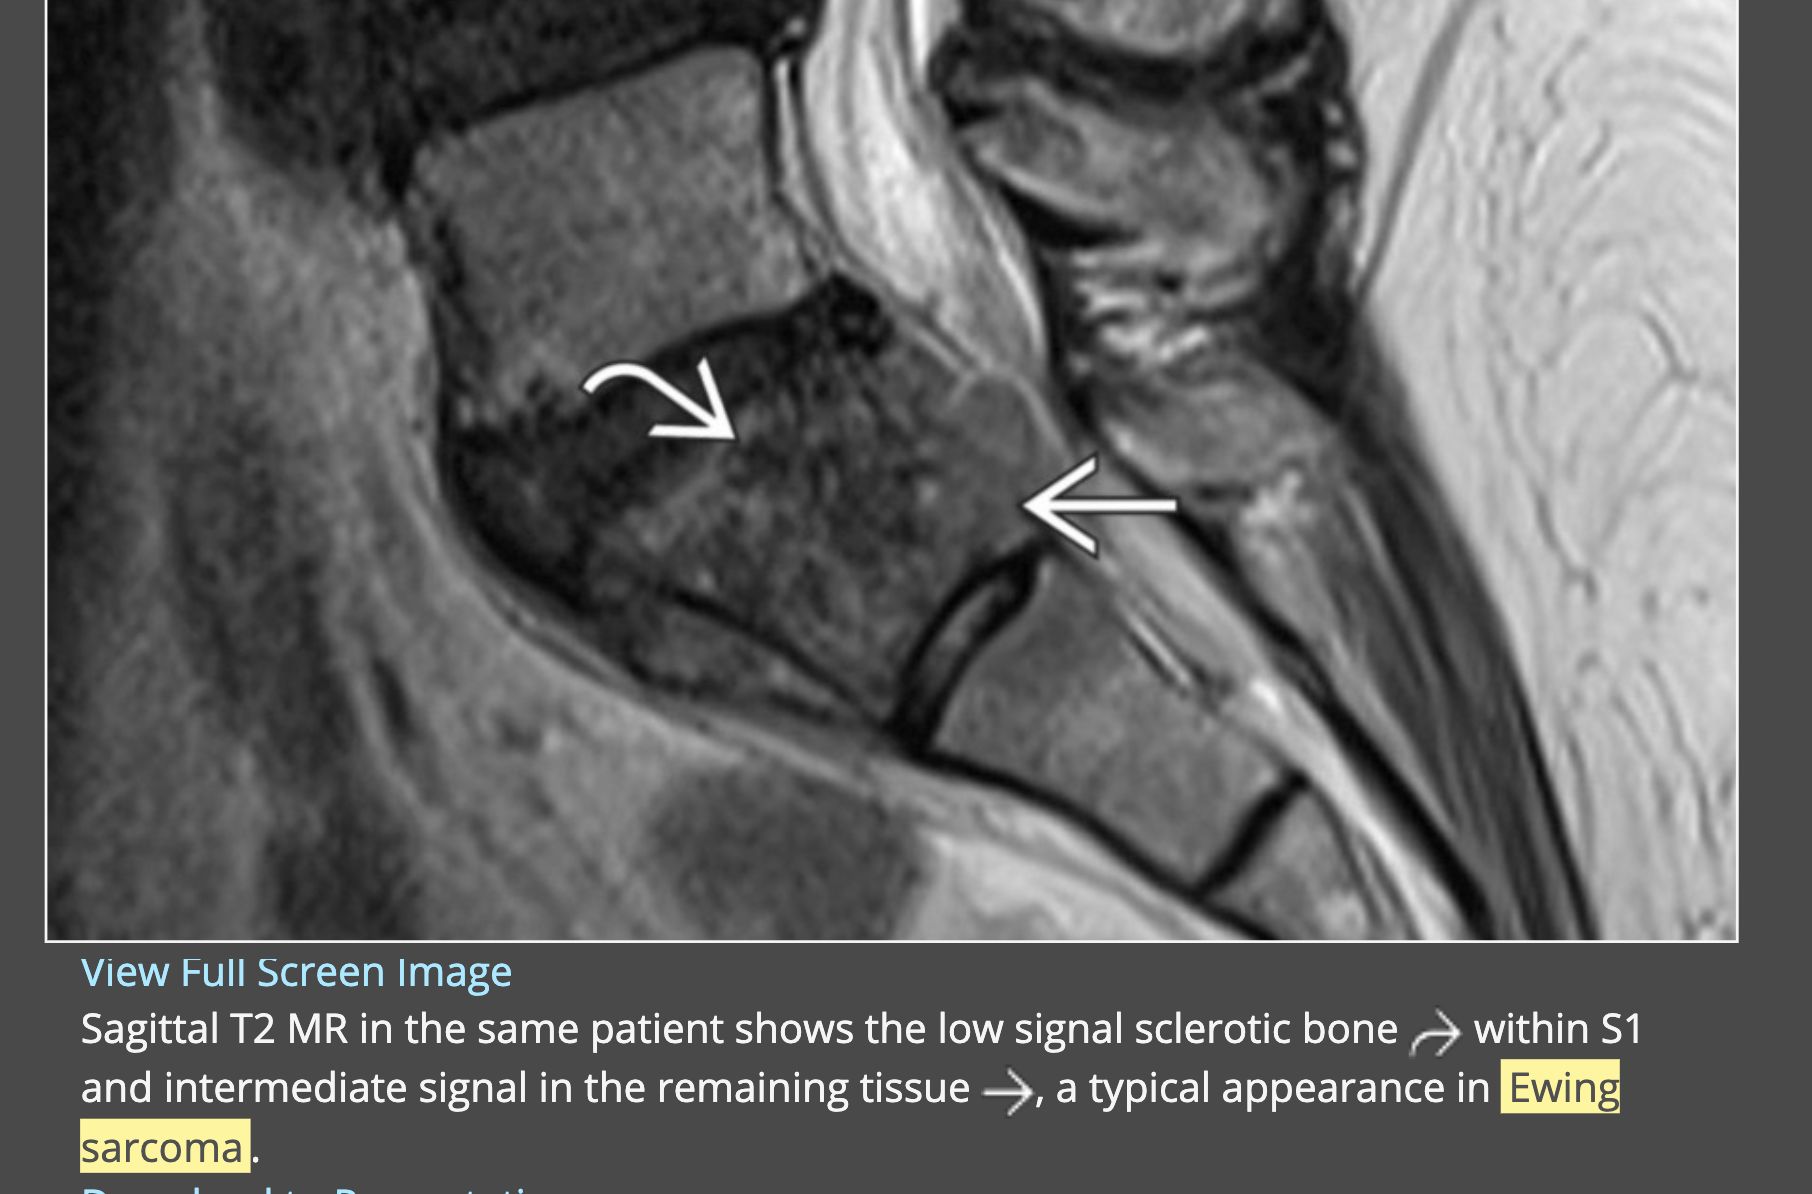 View Full Screen Image
Sagittal T2 MR in the same patient shows the low signal sclerotic bone within S1
and intermediate signal in the remaining tissue , a typical appearance in Ewing
sarcoma.